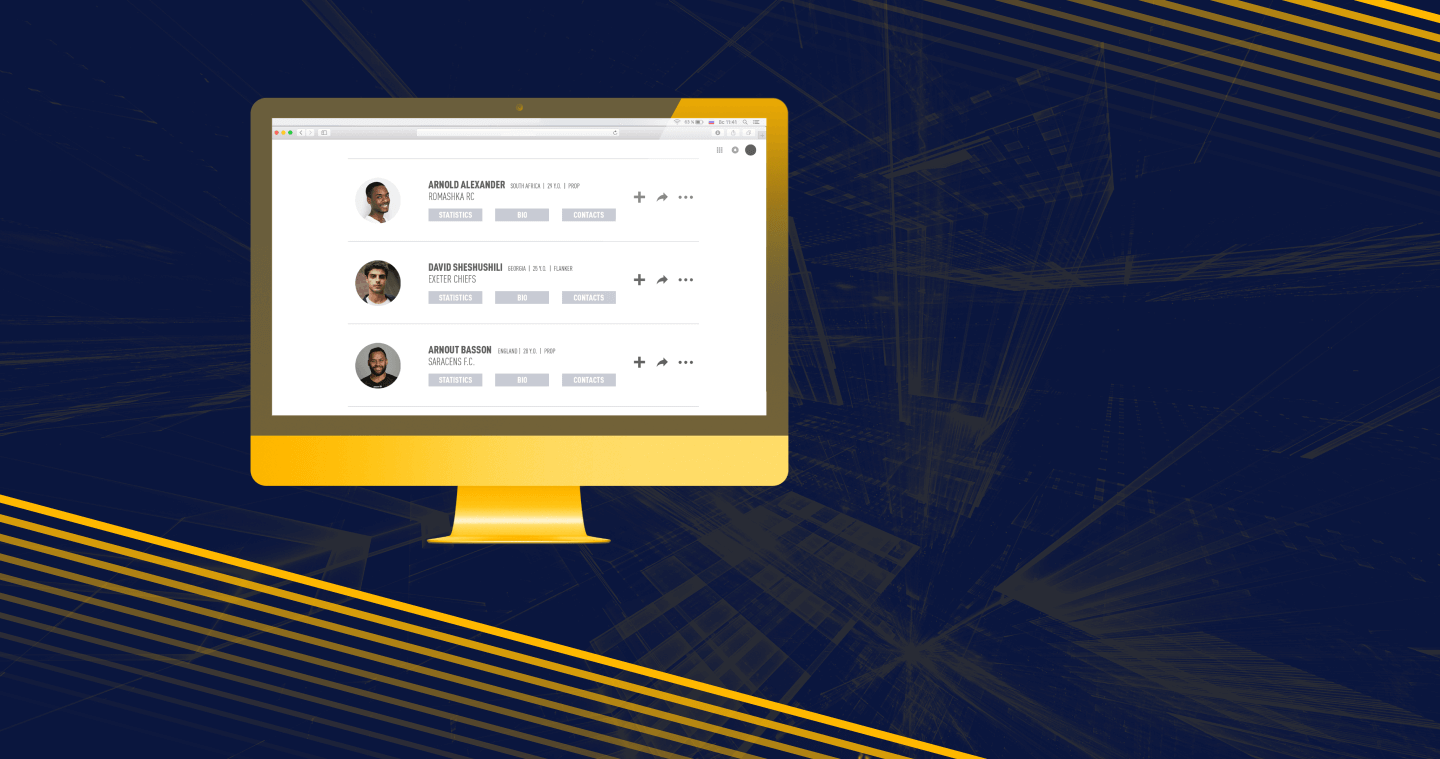 ARNOLD ALEXANDER SOUTH AFRICA | 29 Y.O. | PROP
ROMASHKA RC
STATISTICS BIO CONTACTS
DAVID SHESHUSHILI GEORGIA | 25 Y.O. | FLANKER
EXETER CHIEFS
STATISTICS BIO CONTACTS
ARNOUT BASSON ENGLAND | 28 Y.O. | PROP
SARACENS F.C.
STATISTICS BIO CONTACTS